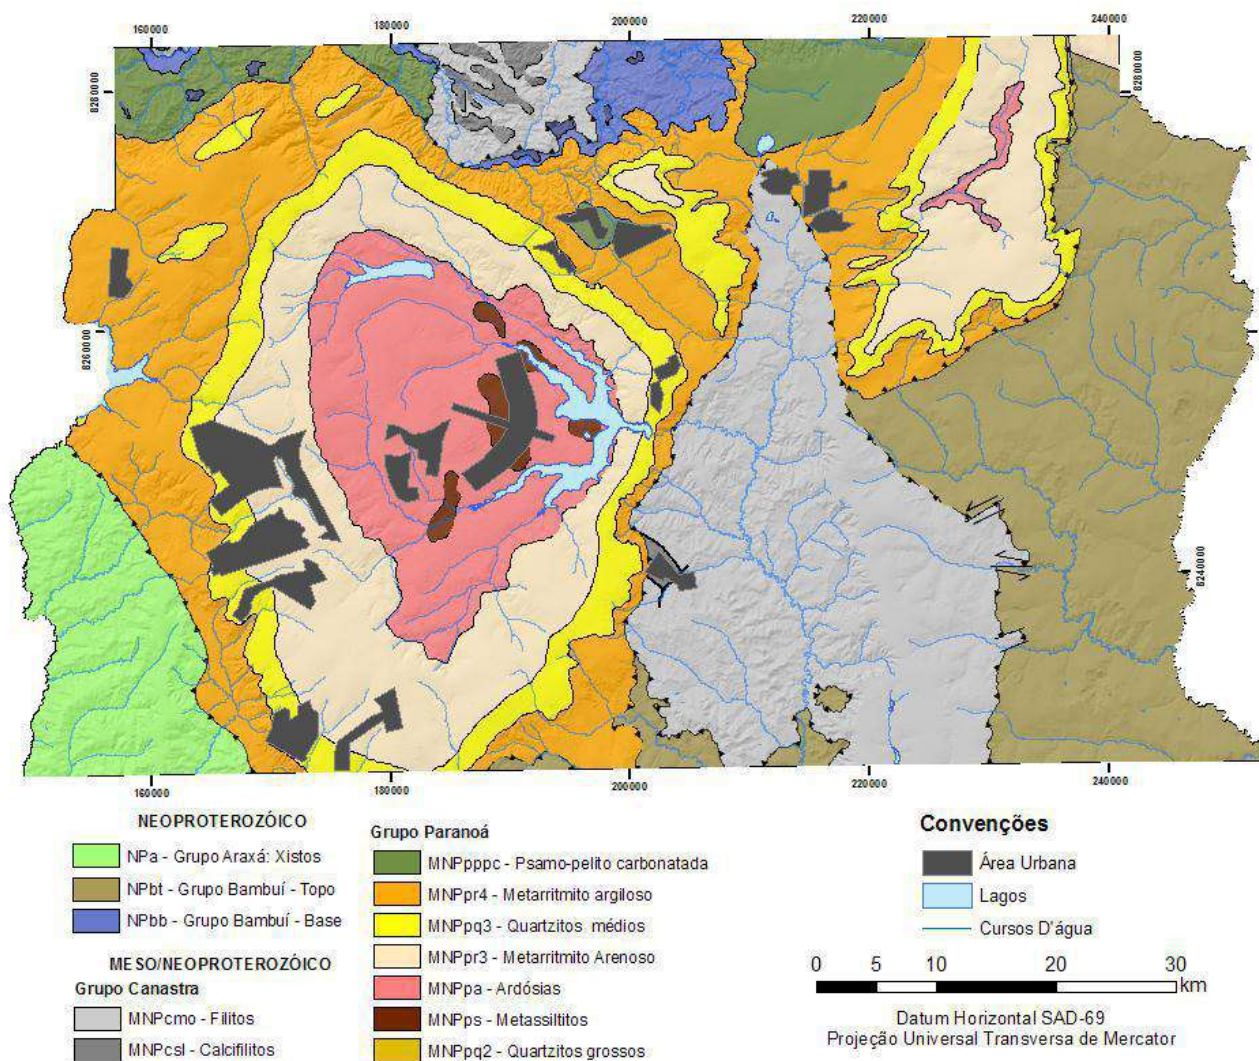 160000
180000
200000
220000
240000
8280000
8280000
8260000
8240000
160000
180000
200000
220000
240000
NEOPROTEROZÓICO
NPa - Grupo Araxá: Xistos
NPbt - Grupo Bambuí - Topo
NPbb - Grupo Bambuí - Base
MESO/NEOPROTEROZÓICO
Grupo Canastra
MNPcmo - Filitos
MNPcsl - Calcifilitos
Grupo Paranoá
MNPpppc - Psamo-pelito carbonatada
MNPpr4 - Metarritmito argiloso
MNPpq3 - Quartzitos médios
MNPpr3 - Metarritmito Arenoso
MNPpa - Ardósias
MNPps - Metassiltitos
MNPpq2 - Quartzitos grossos
Convenções
Área Urbana
Lagos
Cursos D'água
0 5 10 20 30
km
Datum Horizontal SAD-69
Projeção Universal Transversa de Mercator